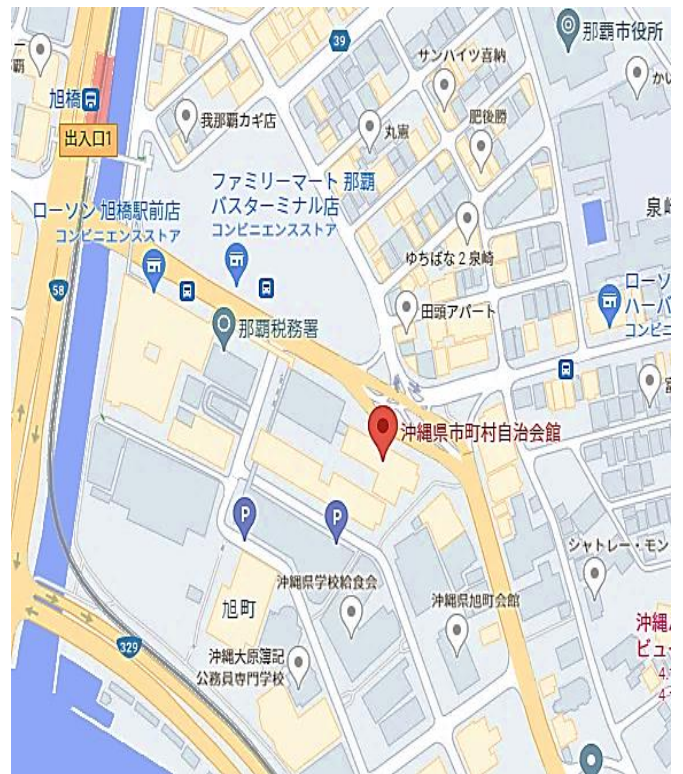 那覇市役所
39
サンハイツ喜納
旭橋
出入口1
我那覇カギ店
丸憲
肥後勝
ファミリーマート 那覇
バスターミナル店
コンビニエンスストア
ローソン 旭橋駅前店
コンビニエンスストア
ゆちばな2泉崎
ローソ
ハーバ
コンビニ
58
田頭アパート
那覇税務署
沖縄県市町村自治会館
P
P
シャトレー・モン
沖縄県学校給食会
沖縄県旭町会館
旭町
329
沖縄大原簿記
公務員専門学校
沖縄
ビュー